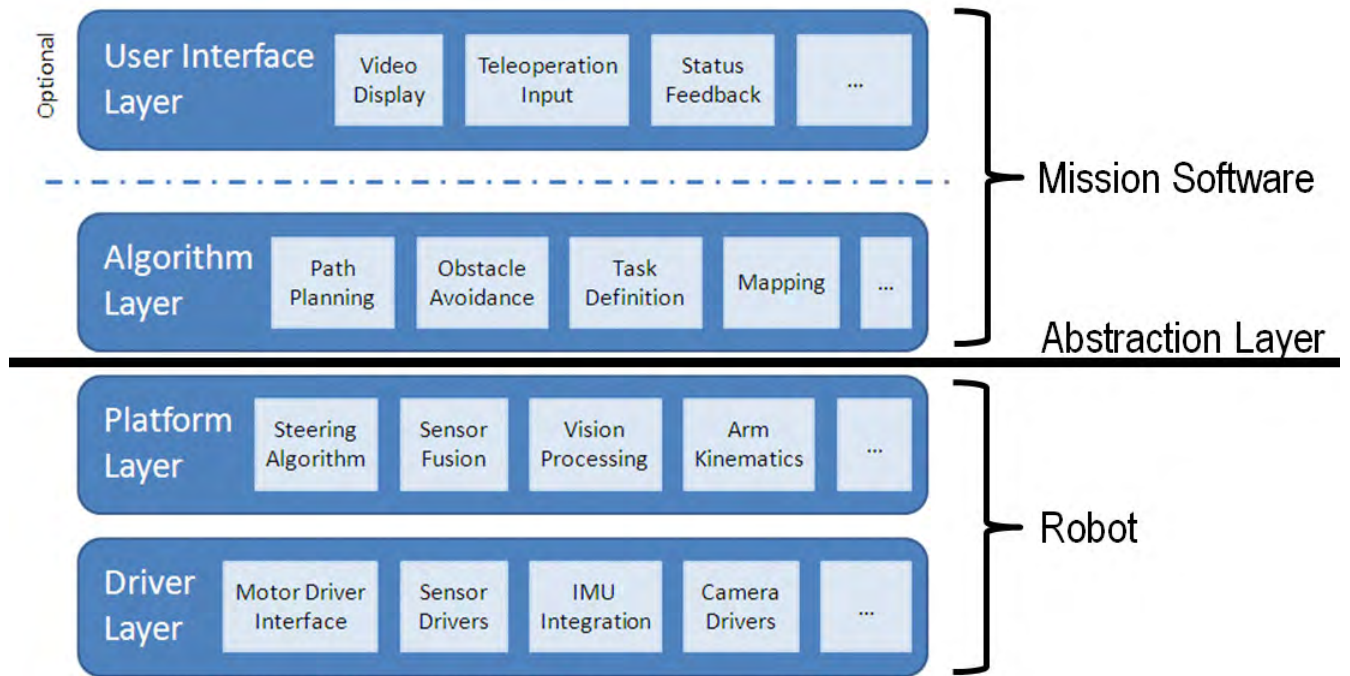 Optional
User Interface
Layer
Video
Display
Teleoperation
Input
Status
Feedback
...
Mission Software
Algorithm
Layer
Path
Planning
Obstacle
Avoidance
Task
Definition
Mapping
...
Abstraction Layer
Platform
Layer
Steering
Algorithm
Sensor
Fusion
Vision
Processing
Arm
Kinematics
...
Robot
Driver
Layer
Motor Driver
Interface
Sensor
Drivers
IMU
Integration
Camera
Drivers
...